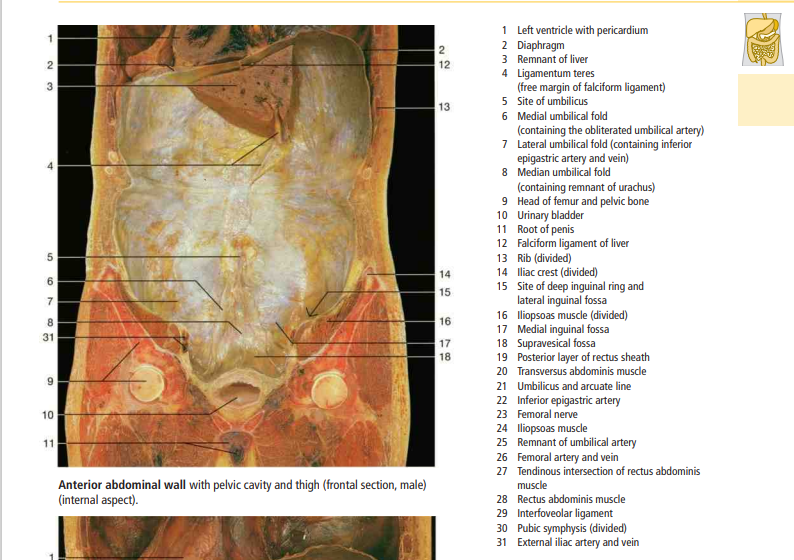 1
2
3
4
5
6
7
8
31
9
10
11
2
12
13
14
15
16
17
18
Anterior abdominal wall with pelvic cavity and thigh (frontal section, male)
(internal aspect).
1
1 Left ventricle with pericardium
2 Diaphragm
3 Remnant of liver
4 Ligamentum teres
(free margin of falciform ligament)
5 Site of umbilicus
6 Medial umbilical fold
(containing the obliterated umbilical artery)
7 Lateral umbilical fold (containing inferior
epigastric artery and vein)
8 Median umbilical fold
(containing remnant of urachus)
9 Head of femur and pelvic bone
10 Urinary bladder
11 Root of penis
12 Falciform ligament of liver
13 Rib (divided)
14 Iliac crest (divided)
15 Site of deep inguinal ring and
lateral inguinal fossa
16 Iliopsoas muscle (divided)
17 Medial inguinal fossa
18 Supravesical fossa
19 Posterior layer of rectus sheath
20 Transversus abdominis muscle
21 Umbilicus and arcuate line
22 Inferior epigastric artery
23 Femoral nerve
24 Iliopsoas muscle
25 Remnant of umbilical artery
26 Femoral artery and vein
27 Tendinous intersection of rectus abdominis
muscle
28 Rectus abdominis muscle
29 Interfoveolar ligament
30 Pubic symphysis (divided)
31 External iliac artery and vein